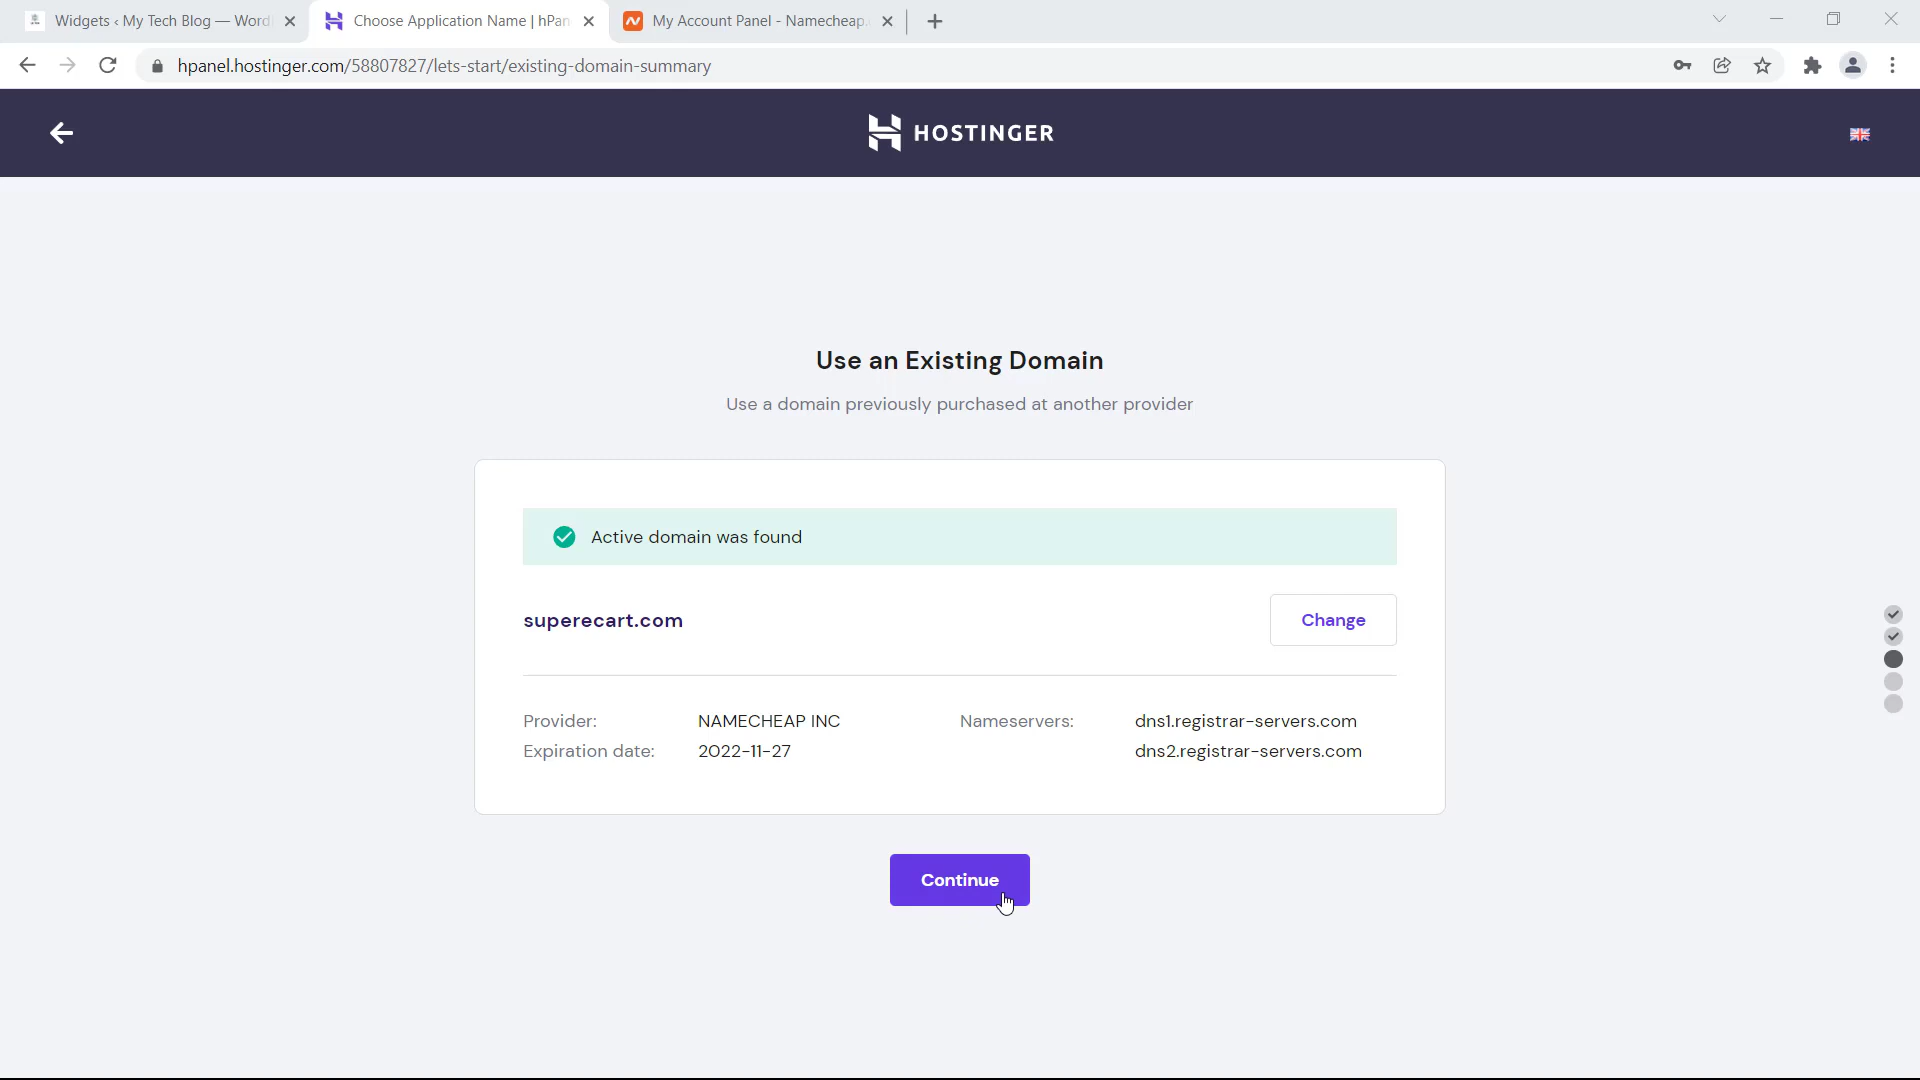 Widgets ‹ My Tech Blog — Word
Choose Application Name | hPan
My Account Panel - Namecheap.
hpanel.hostinger.com/58807827/lets-start/existing-domain-summary
HOSTINGER
Use an Existing Domain
Use a domain previously purchased at another provider
Active domain was found
superecart.com
Change
Provider: NAMECHEAP INC Nameservers: dns1.registrar-servers.com
Expiration date: 2022-11-27 dns2.registrar-servers.com
Continue